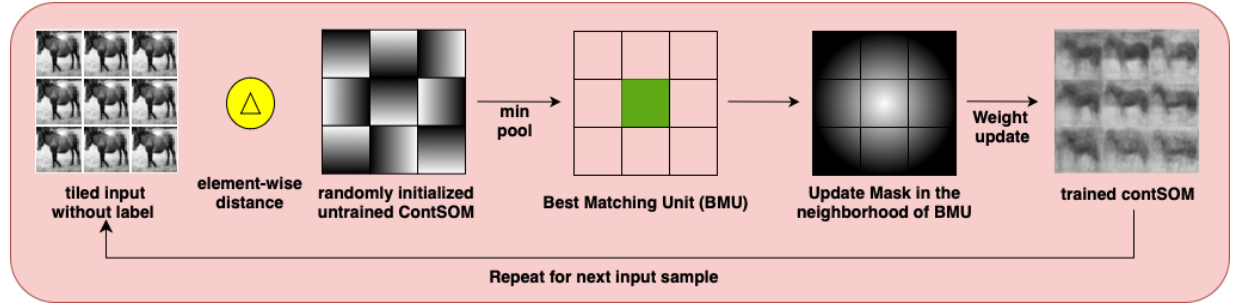 tiled input
without label
△
element-wise
distance
randomly initialized
untrained ContSOM
min
pool
Best Matching Unit (BMU)
Update Mask in the
neighborhood of BMU
Weight
update
trained contSOM
Repeat for next input sample